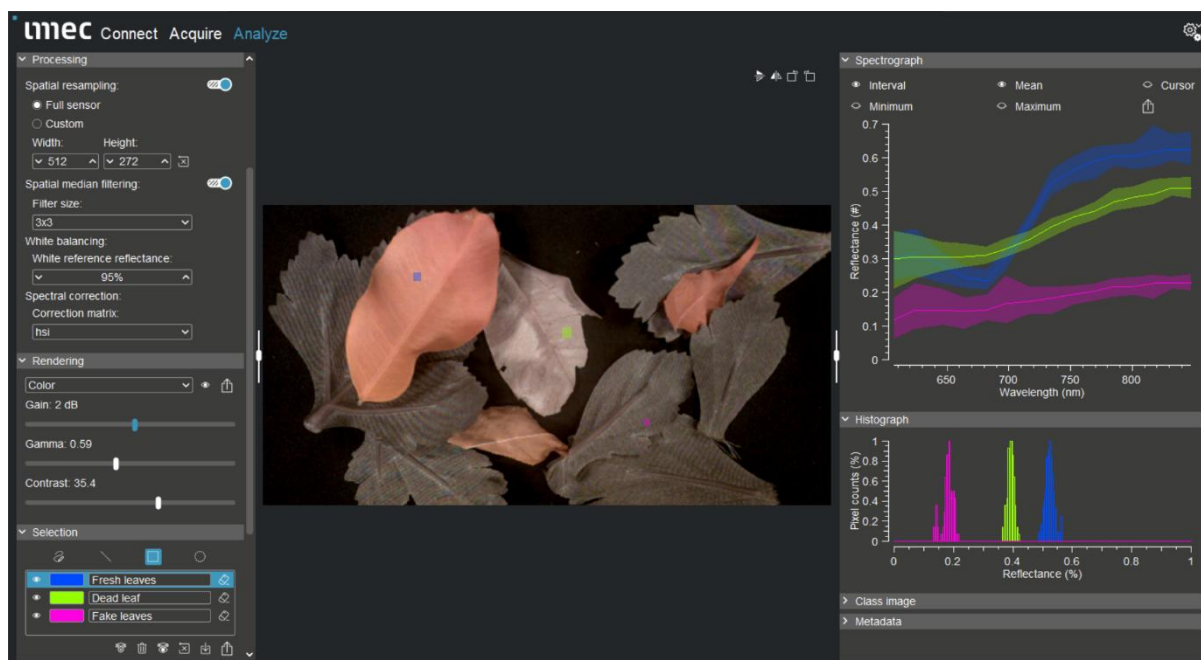 imec Connect Acquire Analyze
Processing
Spatial resampling:
Full sensor
Custom
Width: Height:
512 272
Spatial median filtering:
Filter size:
3x3
White balancing:
White reference reflectance:
95%
Spectral correction:
Correction matrix:
hsi
Rendering
Color
Gain: 2 dB
Gamma: 0.59
Contrast: 35.4
Selection
Fresh leaves
Dead leaf
Fake leaves
Spectrograph
Interval Mean Cursor
Minimum Maximum
0.7
0.6
0.5
0.4
0.3
0.2
0.1
0
Reflectance (#)
650 700 750 800
Wavelength (nm)
Histograph
1
0.8
0.6
0.4
0.2
0
Pixel counts (%)
0 0.2 0.4 0.6 0.8 1
Reflectance (%)
Class image
Metadata